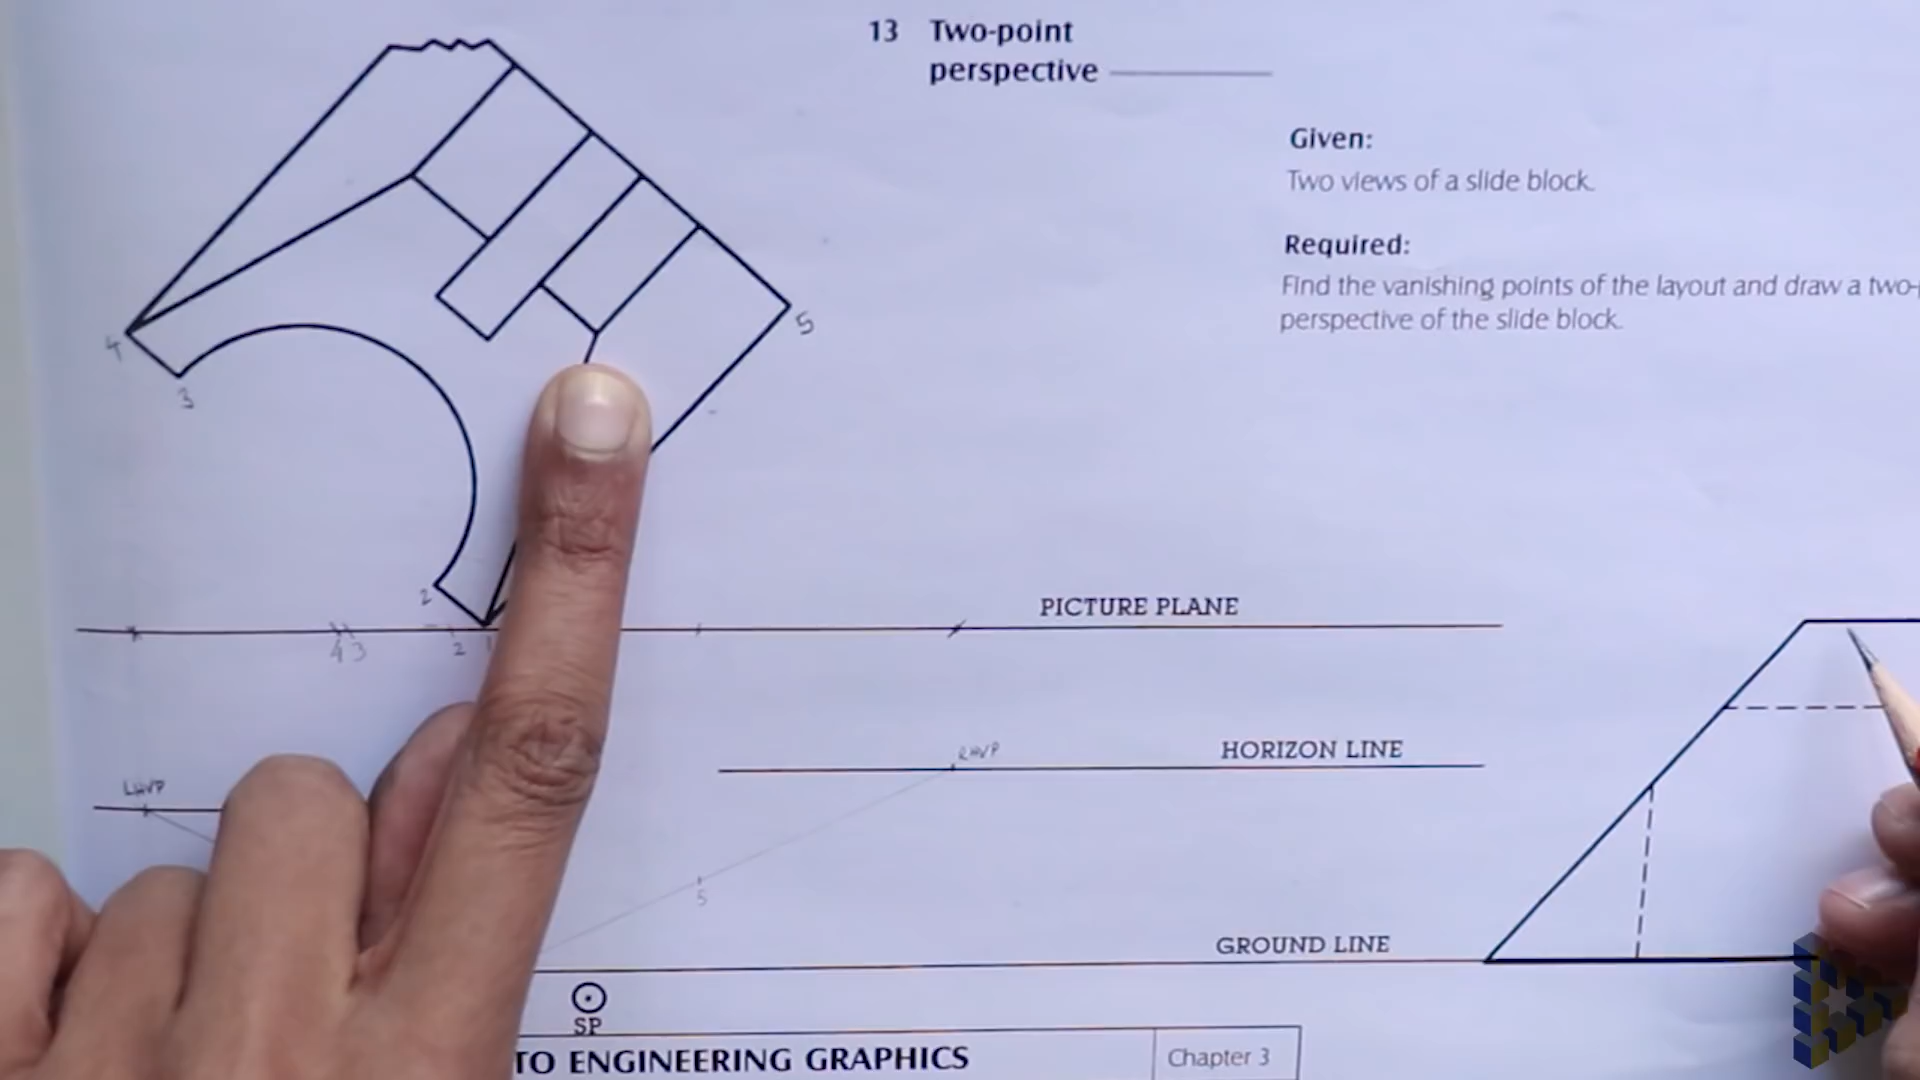 13 Two-point
perspective
Given:
Two views of a slide block.
Required:
Find the vanishing points of the layout and draw a two-
perspective of the slide block.
5
4
3
2
PICTURE PLANE
4 3 2 1
RHVP
HORIZON LINE
LHVP
5
GROUND LINE
SP
TO ENGINEERING GRAPHICS
Chapter 3